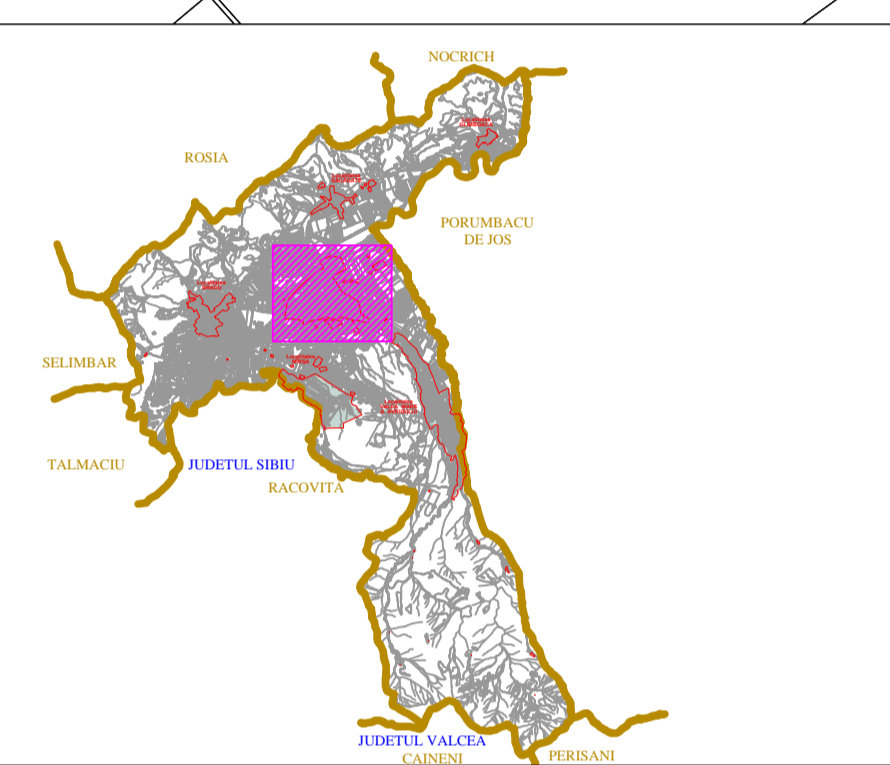 NOCRICH
ROSIA
PORUMBACU
DE JOS
SELIMBAR
TALMACIU
JUDETUL SIBIU
RACOVITA
JUDETUL VALCEA
CAINENI
PERISANI